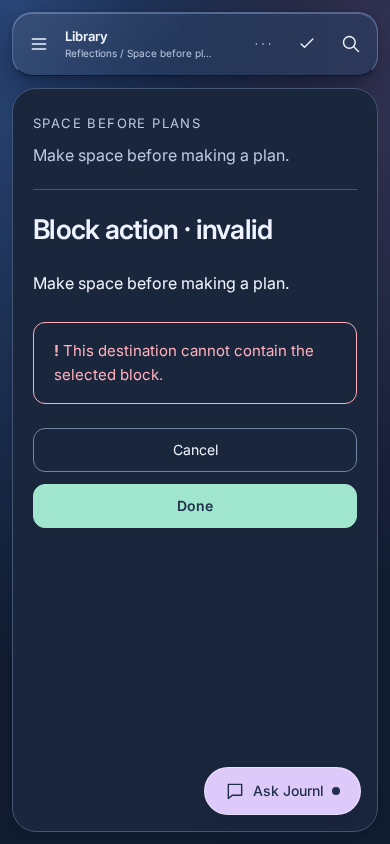 Library
Reflections / Space before pl...
SPACE BEFORE PLANS
Make space before making a plan.
Block action · invalid
Make space before making a plan.
! This destination cannot contain the
selected block.
Cancel
Done
Ask Journl